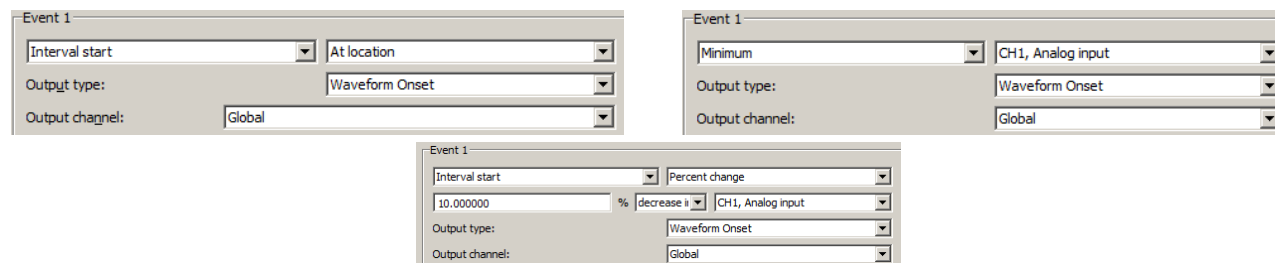 Event 1
Interval start At location
Output type: Waveform Onset
Output channel: Global
Event 1
Minimum CH1, Analog input
Output type: Waveform Onset
Output channel: Global
Event 1
Interval start Percent change
10.000000 % decrease i CH1, Analog input
Output type: Waveform Onset
Output channel: Global